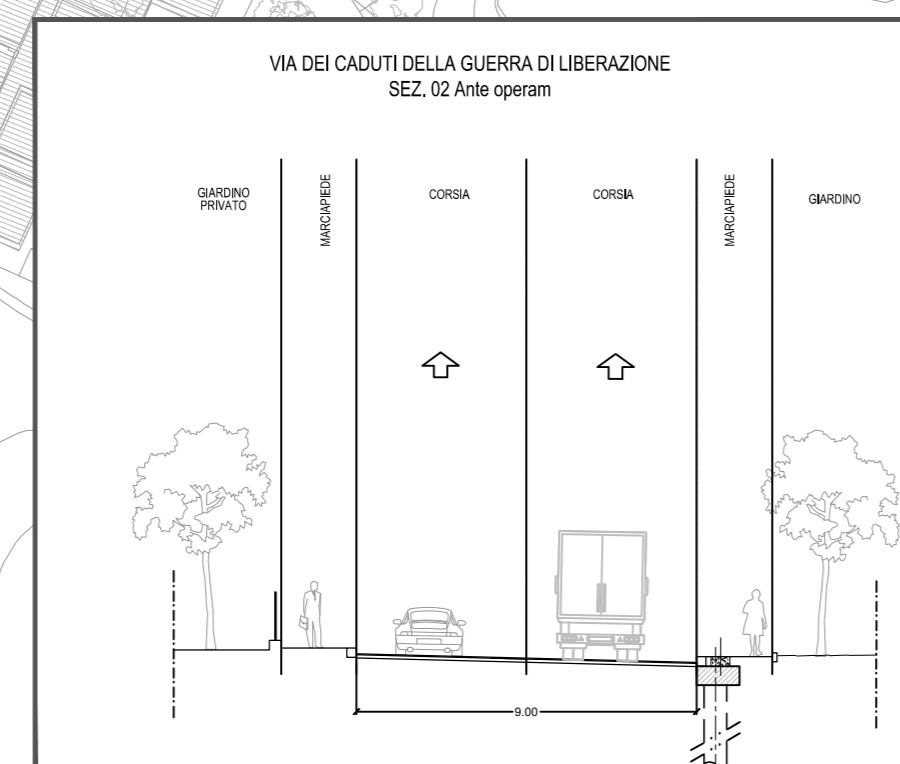 VIA DEI CADUTI DELLA GUERRA DI LIBERAZIONE
SEZ. 02 Ante operam
GIARDINO
PRIVATO
MARCIAPIEDE
CORSIA
CORSIA
MARCIAPIEDE
GIARDINO
9.00